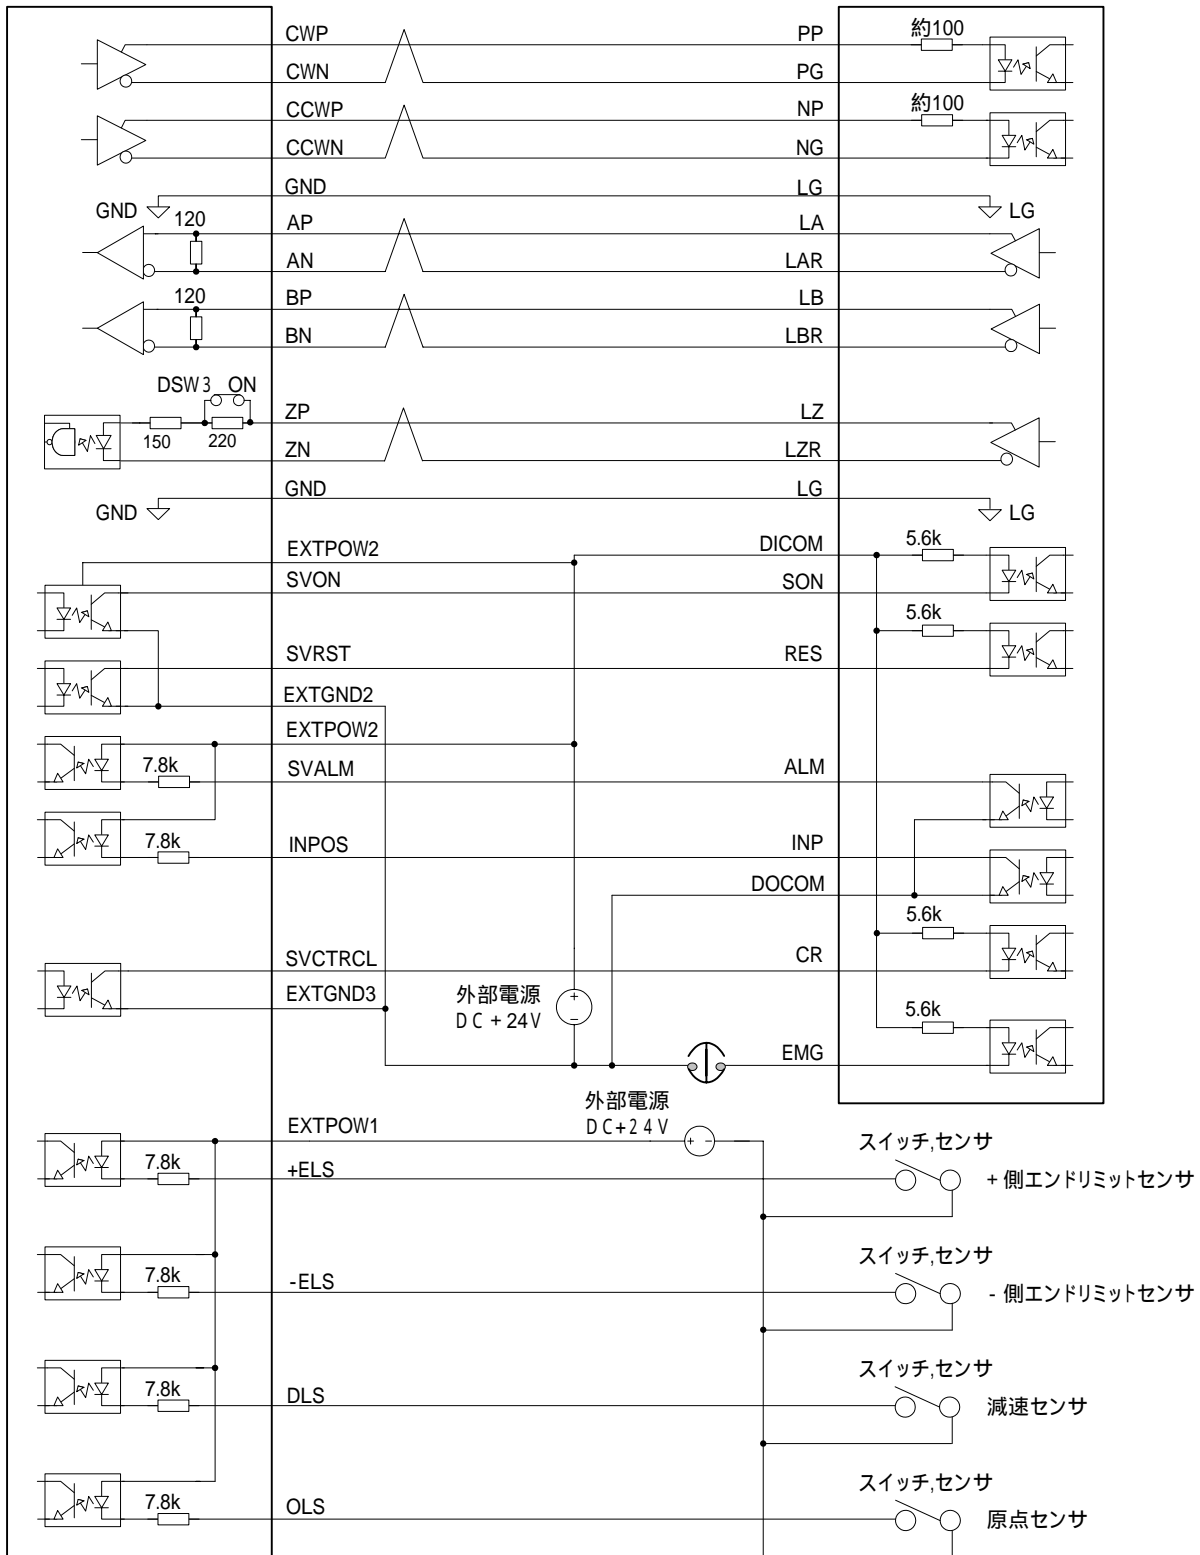 CWP PP 約100
CWN PG
CCWP NP 約100
CCWN NG
GND LG
GND LG
120 AP LA
AN LAR
120 BP LB
BN LBR
DSW3 ON
ZP LZ
150 220
ZN LZR
GND LG
GND LG
EXTPOW2 DICOM 5.6k
SVON SON
5.6k
SVRST RES
EXTGND2
EXTPOW2
7.8k SVALM ALM
7.8k INPOS INP
DOCOM
5.6k
SVCTRCL CR
EXTGND3
外部電源
DC+24V
5.6k
EMG
外部電源
DC+24V
EXTPOW1
スイッチ,センサ
7.8k +ELS +側エンドリミットセンサ
スイッチ,センサ
7.8k -ELS -側エンドリミットセンサ
スイッチ,センサ
7.8k DLS 減速センサ
スイッチ,センサ
7.8k OLS 原点センサ